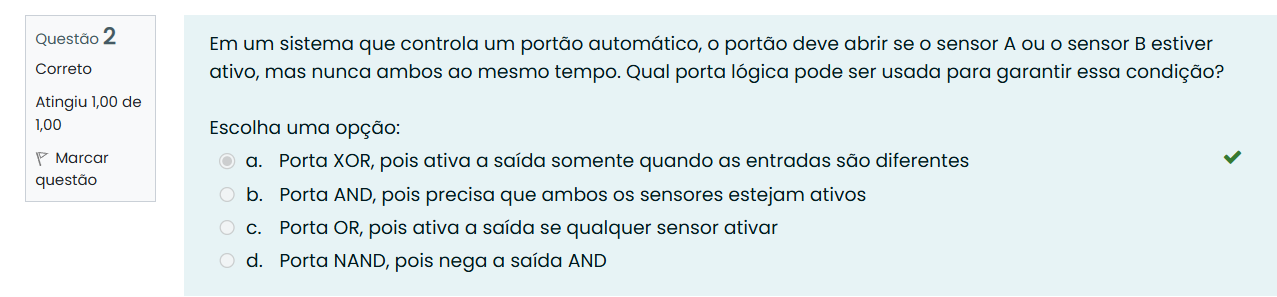 Questão 2
Correto
Atingiu 1,00 de
1,00
Marcar
questão
Em um sistema que controla um portão automático, o portão deve abrir se o sensor A ou o sensor B estiver
ativo, mas nunca ambos ao mesmo tempo. Qual porta lógica pode ser usada para garantir essa condição?
Escolha uma opção:
a. Porta XOR, pois ativa a saída somente quando as entradas são diferentes
b. Porta AND, pois precisa que ambos os sensores estejam ativos
c. Porta OR, pois ativa a saída se qualquer sensor ativar
d. Porta NAND, pois nega a saída AND